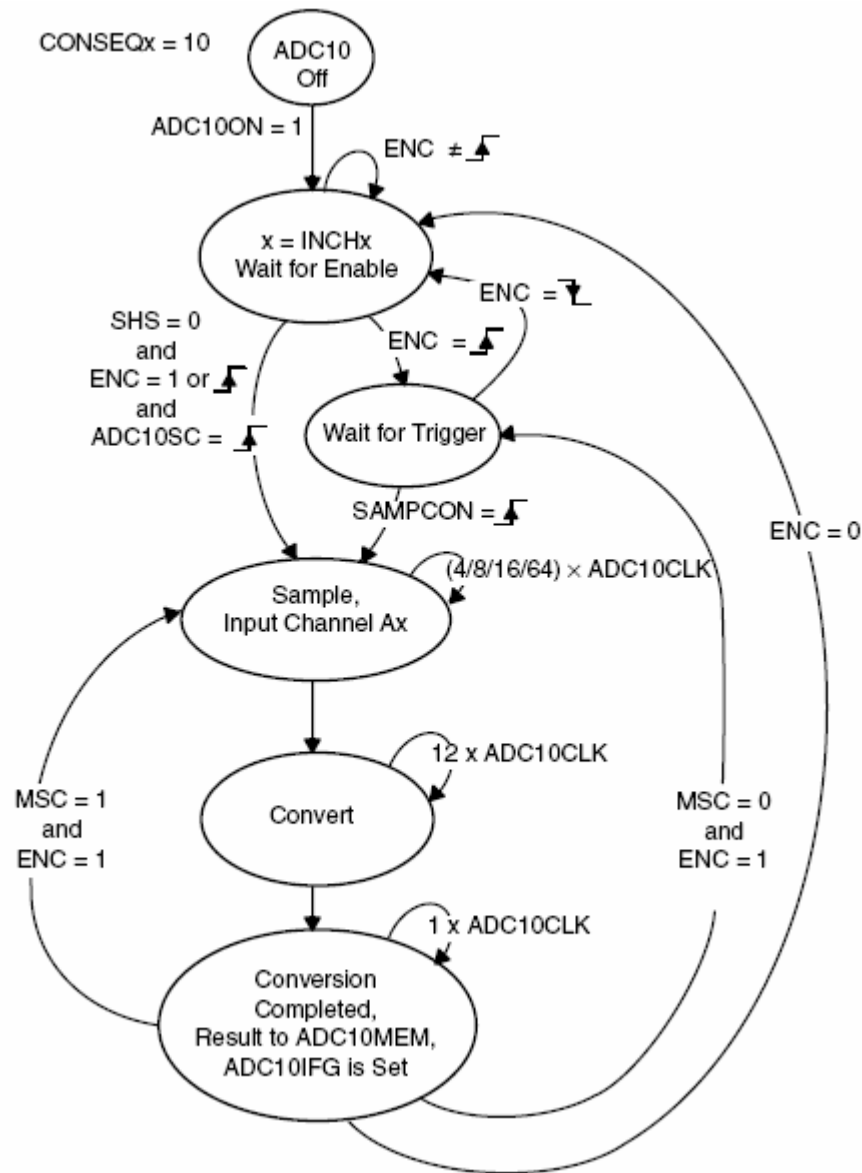 CONSEQx = 10
ADC10
Off
ADC10ON = 1
ENC ≠
x = INCHx
Wait for Enable
ENC =
SHS = 0
and
ENC = 1 or
and
ADC10SC =
ENC =
Wait for Trigger
SAMPCON =
ENC = 0
(4/8/16/64) × ADC10CLK
Sample,
Input Channel Ax
12 x ADC10CLK
Convert
MSC = 1
and
ENC = 1
MSC = 0
and
ENC = 1
1 x ADC10CLK
Conversion
Completed,
Result to ADC10MEM,
ADC10IFG is Set